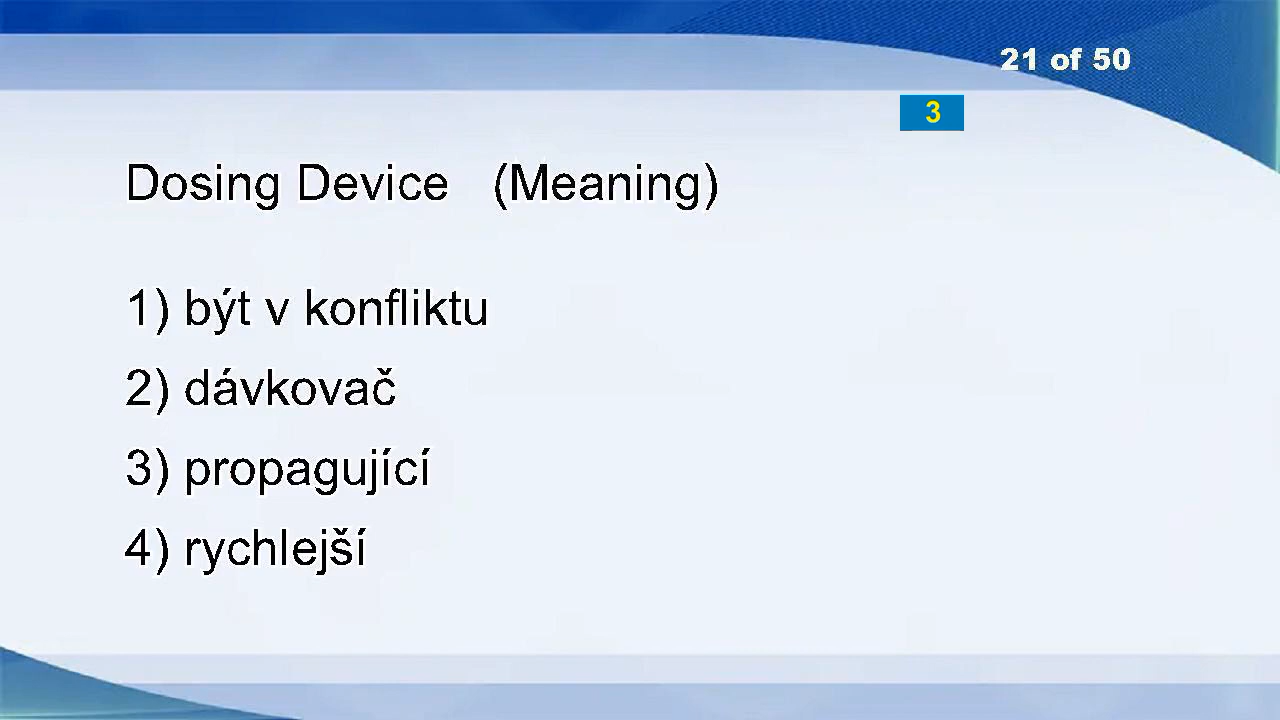 21 of 50
3
Dosing Device (Meaning)
1) být v konfliktu
2) dávkovač
3) propagující
4) rychlejší